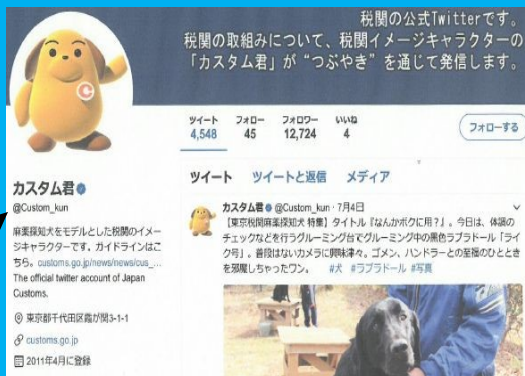 税関の公式Twitterです。
税関の取組みについて、税関イメージキャラクターの
「カスタム君」が“つぶやき”を通じて発信します。
ツイート フォロー フォロワー いいね
4,548 45 12,724 4
フォローする
ツイート ツイートと返信 メディア
カスタム君
@Custom_kun
麻薬探知犬をモデルとした税関のイメー
ジキャラクターです。ガイドラインはこ
ちら。customs.go.jp/news/news/cus_...
The official twitter account of Japan
Customs.
東京都千代田区霞が関3-1-1
customs.go.jp
2011年4月に登録
カスタム君 @Custom_kun · 7月4日
【東京税関麻薬探知犬 特集】タイトル『なんかボクに用?』。今日は、体調の
チェックなどを行うグルーミング台でグルーミング中の黒色ラブラドール「ライ
ク号」。普段はないカメラに興味津々。ゴメン、ハンドラーとの至福のひととき
を邪魔しちゃったワン。 #犬 #ラブラドール #写真